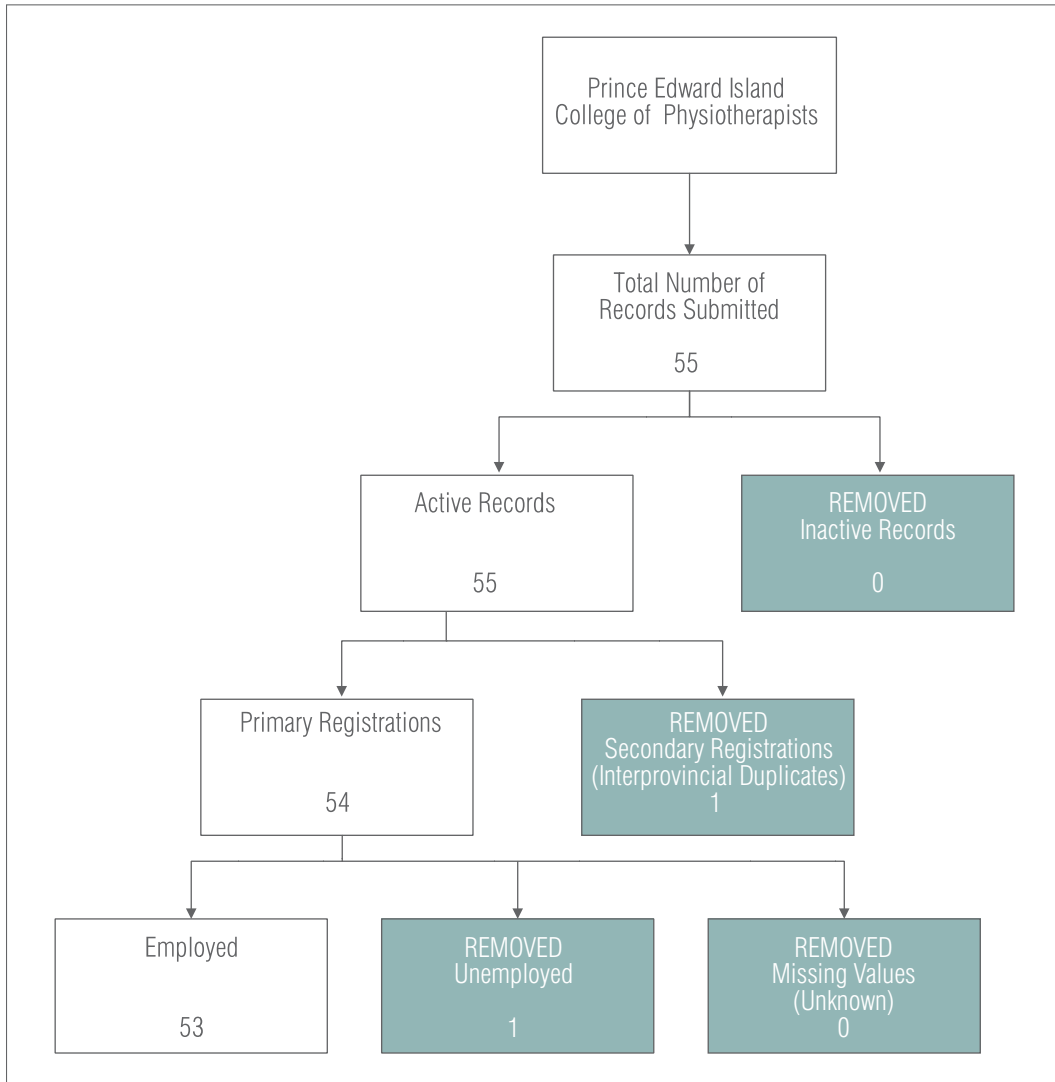 Prince Edward Island
College of Physiotherapists
Total Number of
Records Submitted
55
Active Records
55
REMOVED
Inactive Records
0
Primary Registrations
54
REMOVED
Secondary Registrations
(Interprovincial Duplicates)
1
Employed
53
REMOVED
Unemployed
1
REMOVED
Missing Values
(Unknown)
0